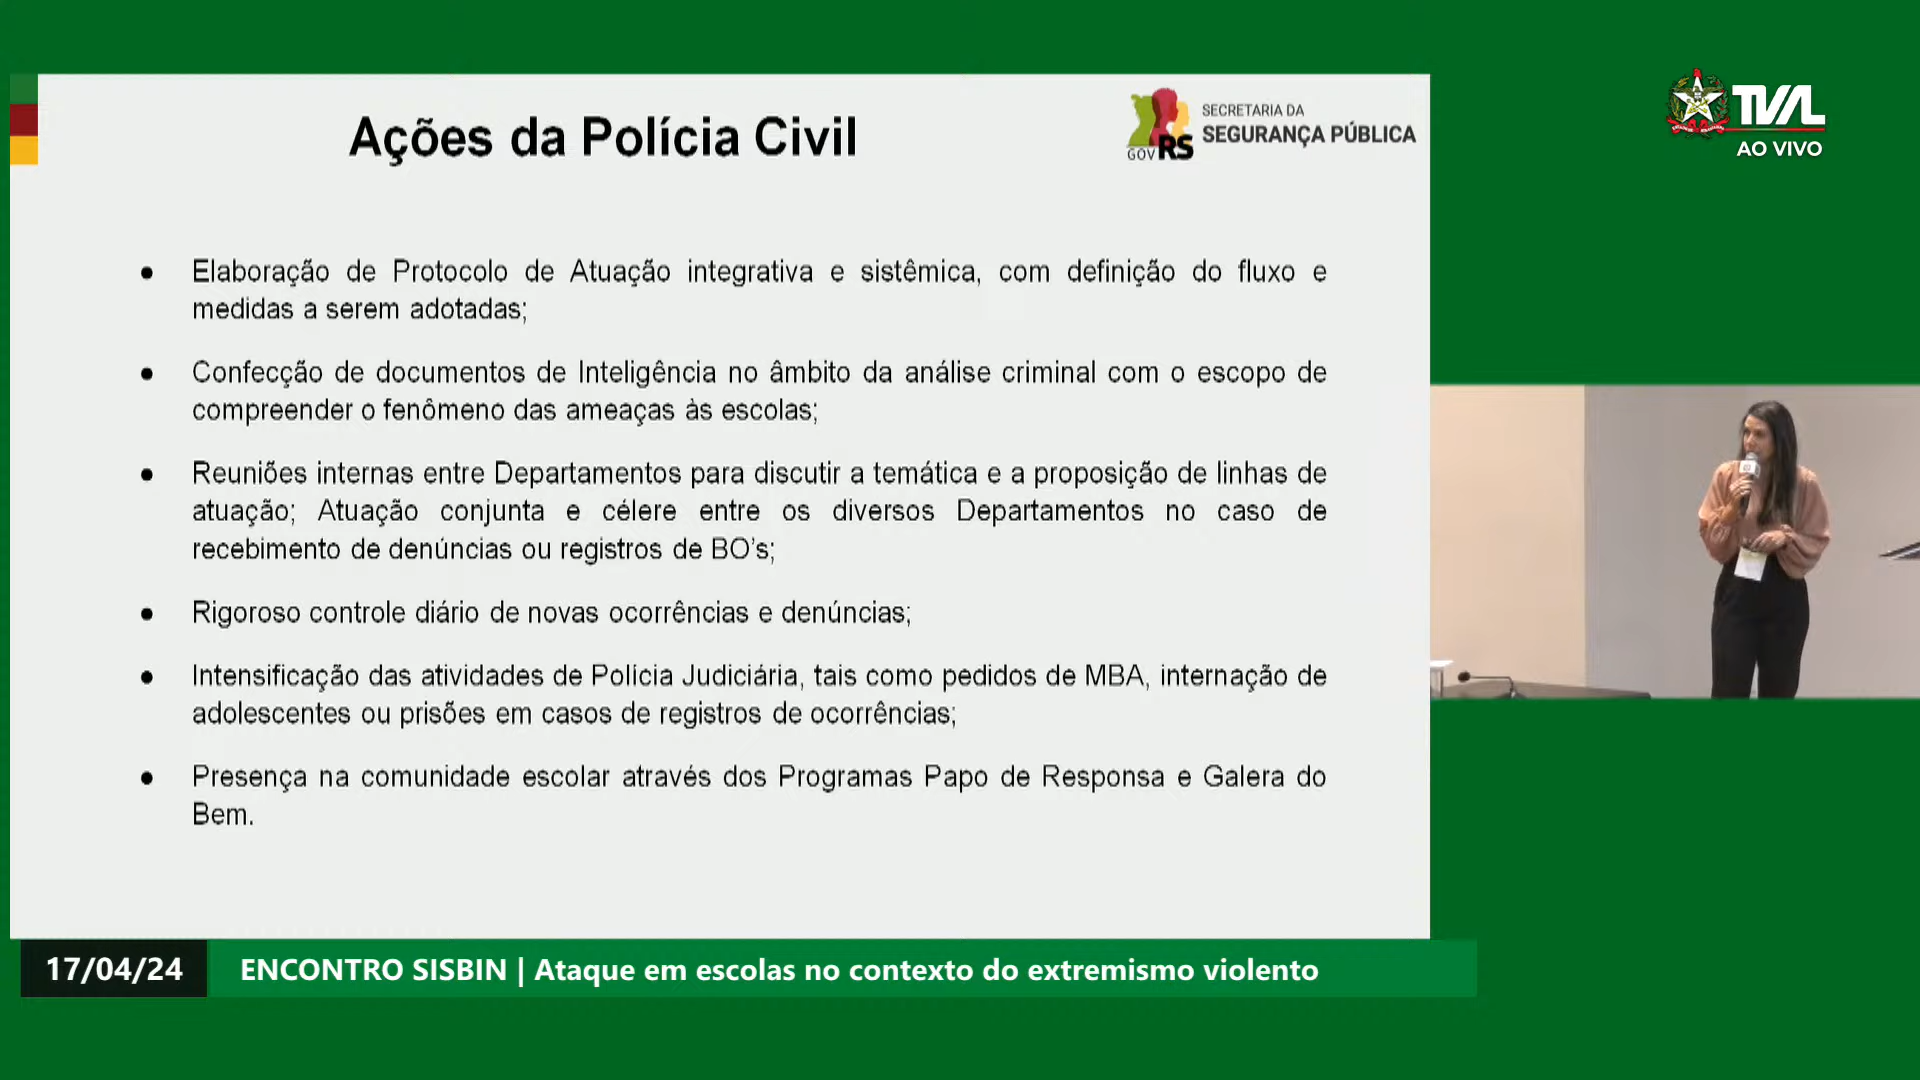 Ações da Polícia Civil
GOV RS
SECRETARIA DA
SEGURANÇA PÚBLICA
TVAL
AO VIVO
● Elaboração de Protocolo de Atuação integrativa e sistêmica, com definição do fluxo e
medidas a serem adotadas;
● Confecção de documentos de Inteligência no âmbito da análise criminal com o escopo de
compreender o fenômeno das ameaças às escolas;
● Reuniões internas entre Departamentos para discutir a temática e a proposição de linhas de
atuação; Atuação conjunta e célere entre os diversos Departamentos no caso de
recebimento de denúncias ou registros de BO's;
● Rigoroso controle diário de novas ocorrências e denúncias;
● Intensificação das atividades de Polícia Judiciária, tais como pedidos de MBA, internação de
adolescentes ou prisões em casos de registros de ocorrências;
● Presença na comunidade escolar através dos Programas Papo de Responsa e Galera do
Bem.
17/04/24
ENCONTRO SISBIN | Ataque em escolas no contexto do extremismo violento